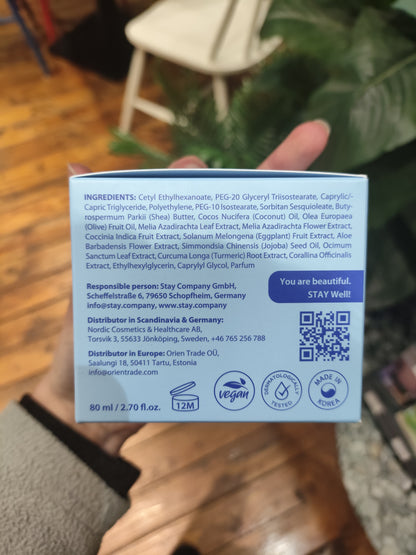 INGREDIENTS: Cetyl Ethylhexanoate, PEG-20 Glyceryl Triisostearate, Caprylic/-
Capric Triglyceride, Polyethylene, PEG-10 Isostearate, Sorbitan Sesquioleate, Buty-
rospermum Parkii (Shea) Butter, Cocos Nucifera (Coconut) Oil, Olea Europaea
(Olive) Fruit Oil, Melia Azadirachta Leaf Extract, Melia Azadirachta Flower Extract,
Coccinia Indica Fruit Extract, Solanum Melongena (Eggplant) Fruit Extract, Aloe
Barbadensis Flower Extract, Simmondsia Chinensis (Jojoba) Seed Oil, Ocimum
Sanctum Leaf Extract, Curcuma Longa (Turmeric) Root Extract, Corallina Officinalis
Extract, Ethylhexylglycerin, Caprylyl Glycol, Parfum
Responsible person: Stay Company GmbH,
Scheffelstraße 6, 79650 Schopfheim, Germany
info@stay.company, www.stay.company
You are beautiful.
STAY Well!
Distributor in Scandinavia & Germany:
Nordic Cosmetics & Healthcare AB,
Torsvik 3, 55633 Jönköping, Sweden, +46 765 256 788
Distributor in Europe: Orien Trade OÜ,
Saalungi 18, 50411 Tartu, Estonia
info@orientrade.com
80 ml / 2.70 fl.oz.
12M
vegan
DERMATOLOGICALLY
TESTED
MADE IN
KOREA